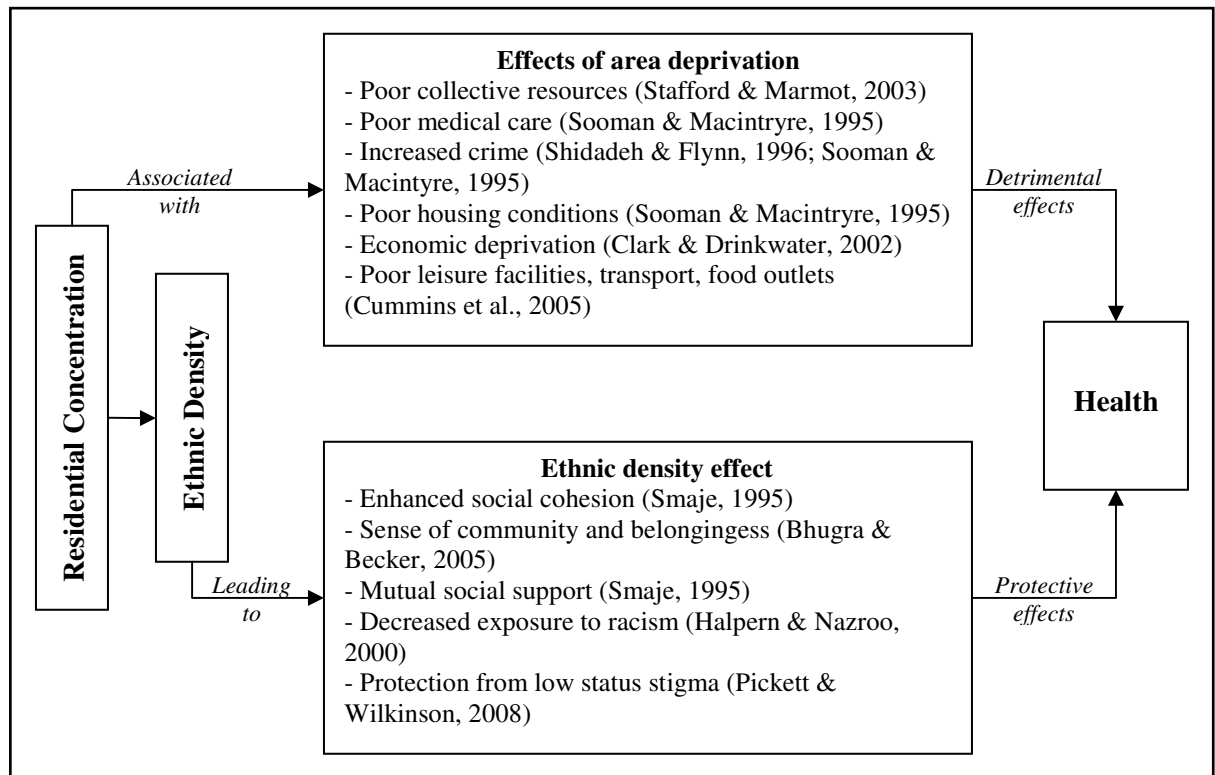 Effects of area deprivation
- Poor collective resources (Stafford & Marmot, 2003)
- Poor medical care (Sooman & Macintryre, 1995)
- Increased crime (Shidadeh & Flynn, 1996; Sooman &
Macintyre, 1995)
- Poor housing conditions (Sooman & Macintryre, 1995)
- Economic deprivation (Clark & Drinkwater, 2002)
- Poor leisure facilities, transport, food outlets
(Cummins et al., 2005)
Associated
with
Detrimental
effects
Residential Concentration
Ethnic Density
Health
Leading
to
Ethnic density effect
- Enhanced social cohesion (Smaje, 1995)
- Sense of community and belongingess (Bhugra &
Becker, 2005)
- Mutual social support (Smaje, 1995)
- Decreased exposure to racism (Halpern & Nazroo,
2000)
- Protection from low status stigma (Pickett &
Wilkinson, 2008)
Protective
effects